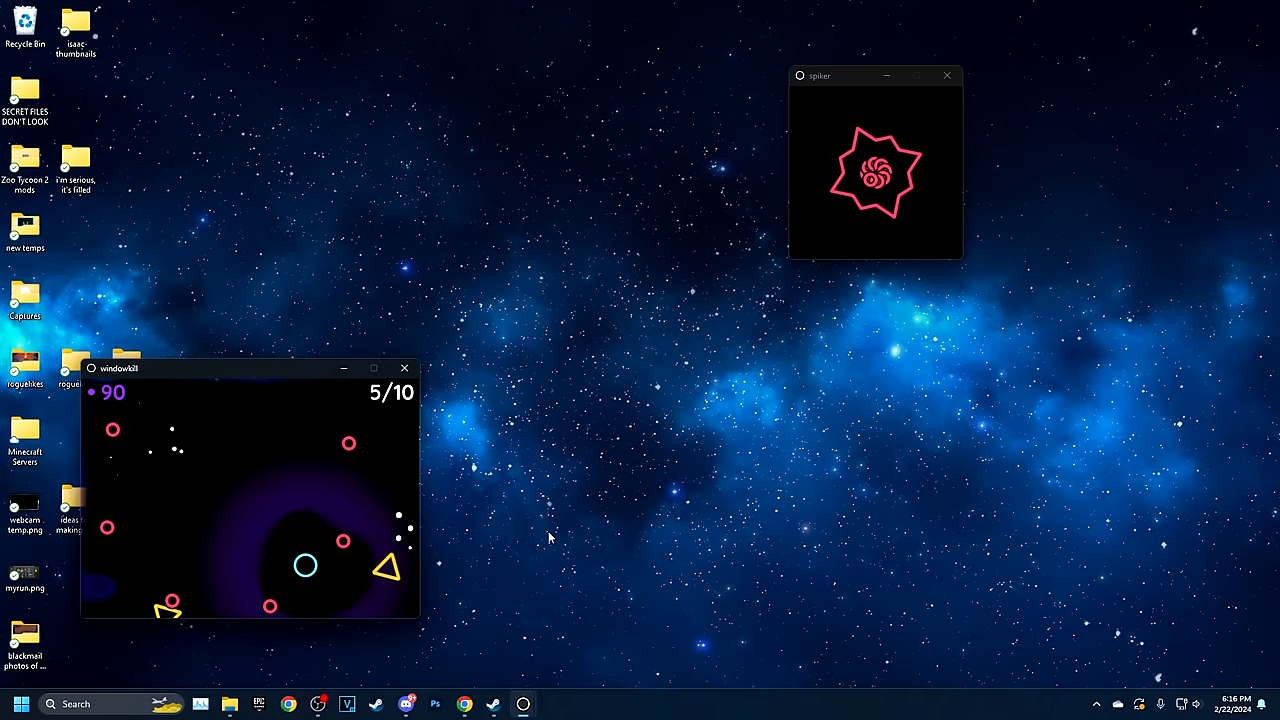 Recycle Bin
isaac-
thumbnails
SECRET FILES
DON'T LOOK
Zoo Tycoon 2
mods
i'm serious,
it's filled
new temps
Captures
roguelikes
Minecraft
Servers
webcam
temp.png
ideas
making
myrun.png
blackmail
photos of ...
spiker
windowkill
90
5/10
Search
EPIC
V
Ps
6:16 PM
2/22/2024